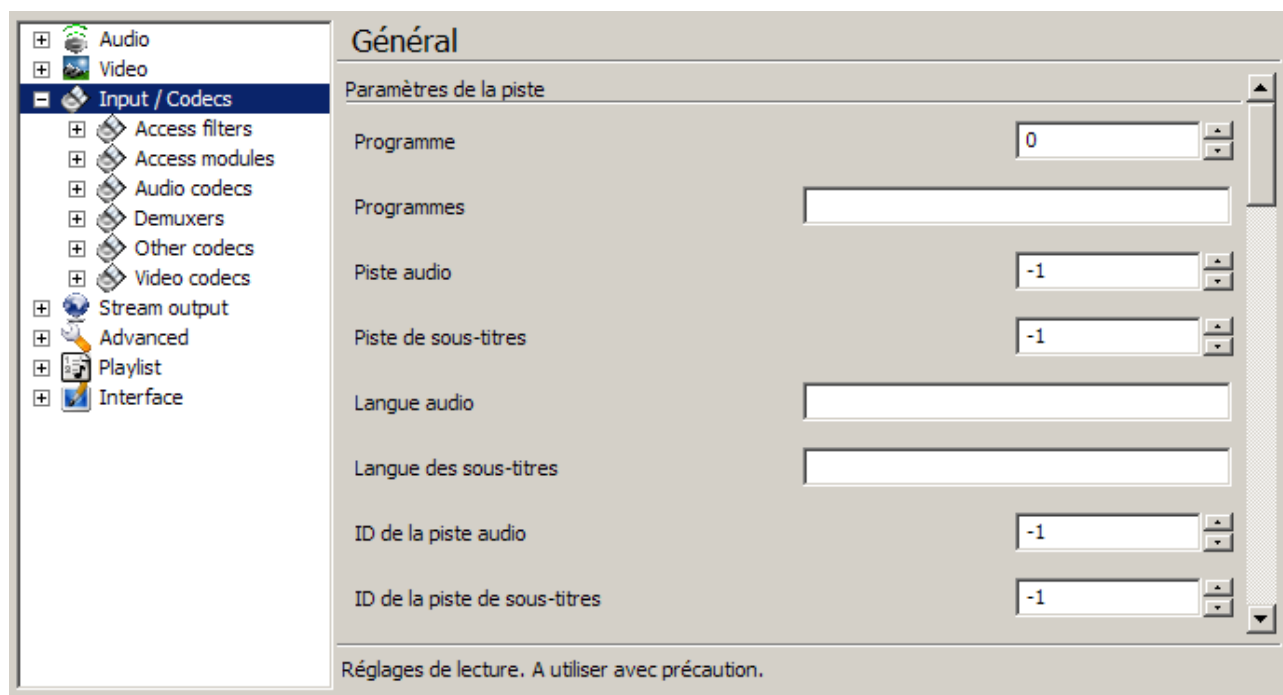 Audio
Video
Input / Codecs
Access filters
Access modules
Audio codecs
Demuxers
Other codecs
Video codecs
Stream output
Advanced
Playlist
Interface
Général
Paramètres de la piste
Programme 0
Programmes
Piste audio -1
Piste de sous-titres -1
Langue audio
Langue des sous-titres
ID de la piste audio -1
ID de la piste de sous-titres -1
Réglages de lecture. A utiliser avec précaution.